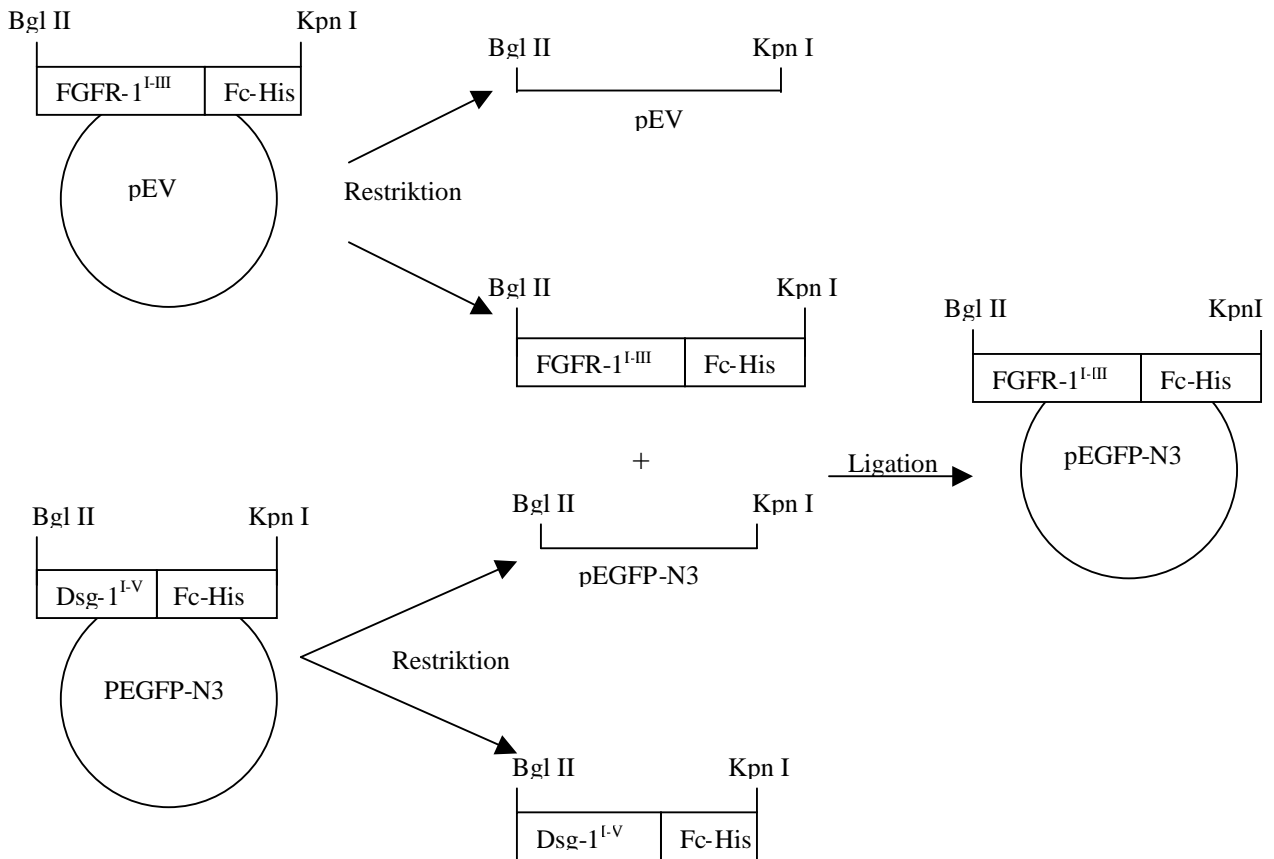 Bgl II Kpn I
FGFR-1^I-III Fc-His
pEV
Restriktion
Bgl II Kpn I
pEV
Bgl II Kpn I
FGFR-1^I-III Fc-His
+
Bgl II Kpn I
pEGFP-N3
Ligation
Bgl II KpnI
FGFR-1^I-III Fc-His
pEGFP-N3
Bgl II Kpn I
Dsg-1^I-V Fc-His
PEGFP-N3
Restriktion
Bgl II Kpn I
Dsg-1^I-V Fc-His